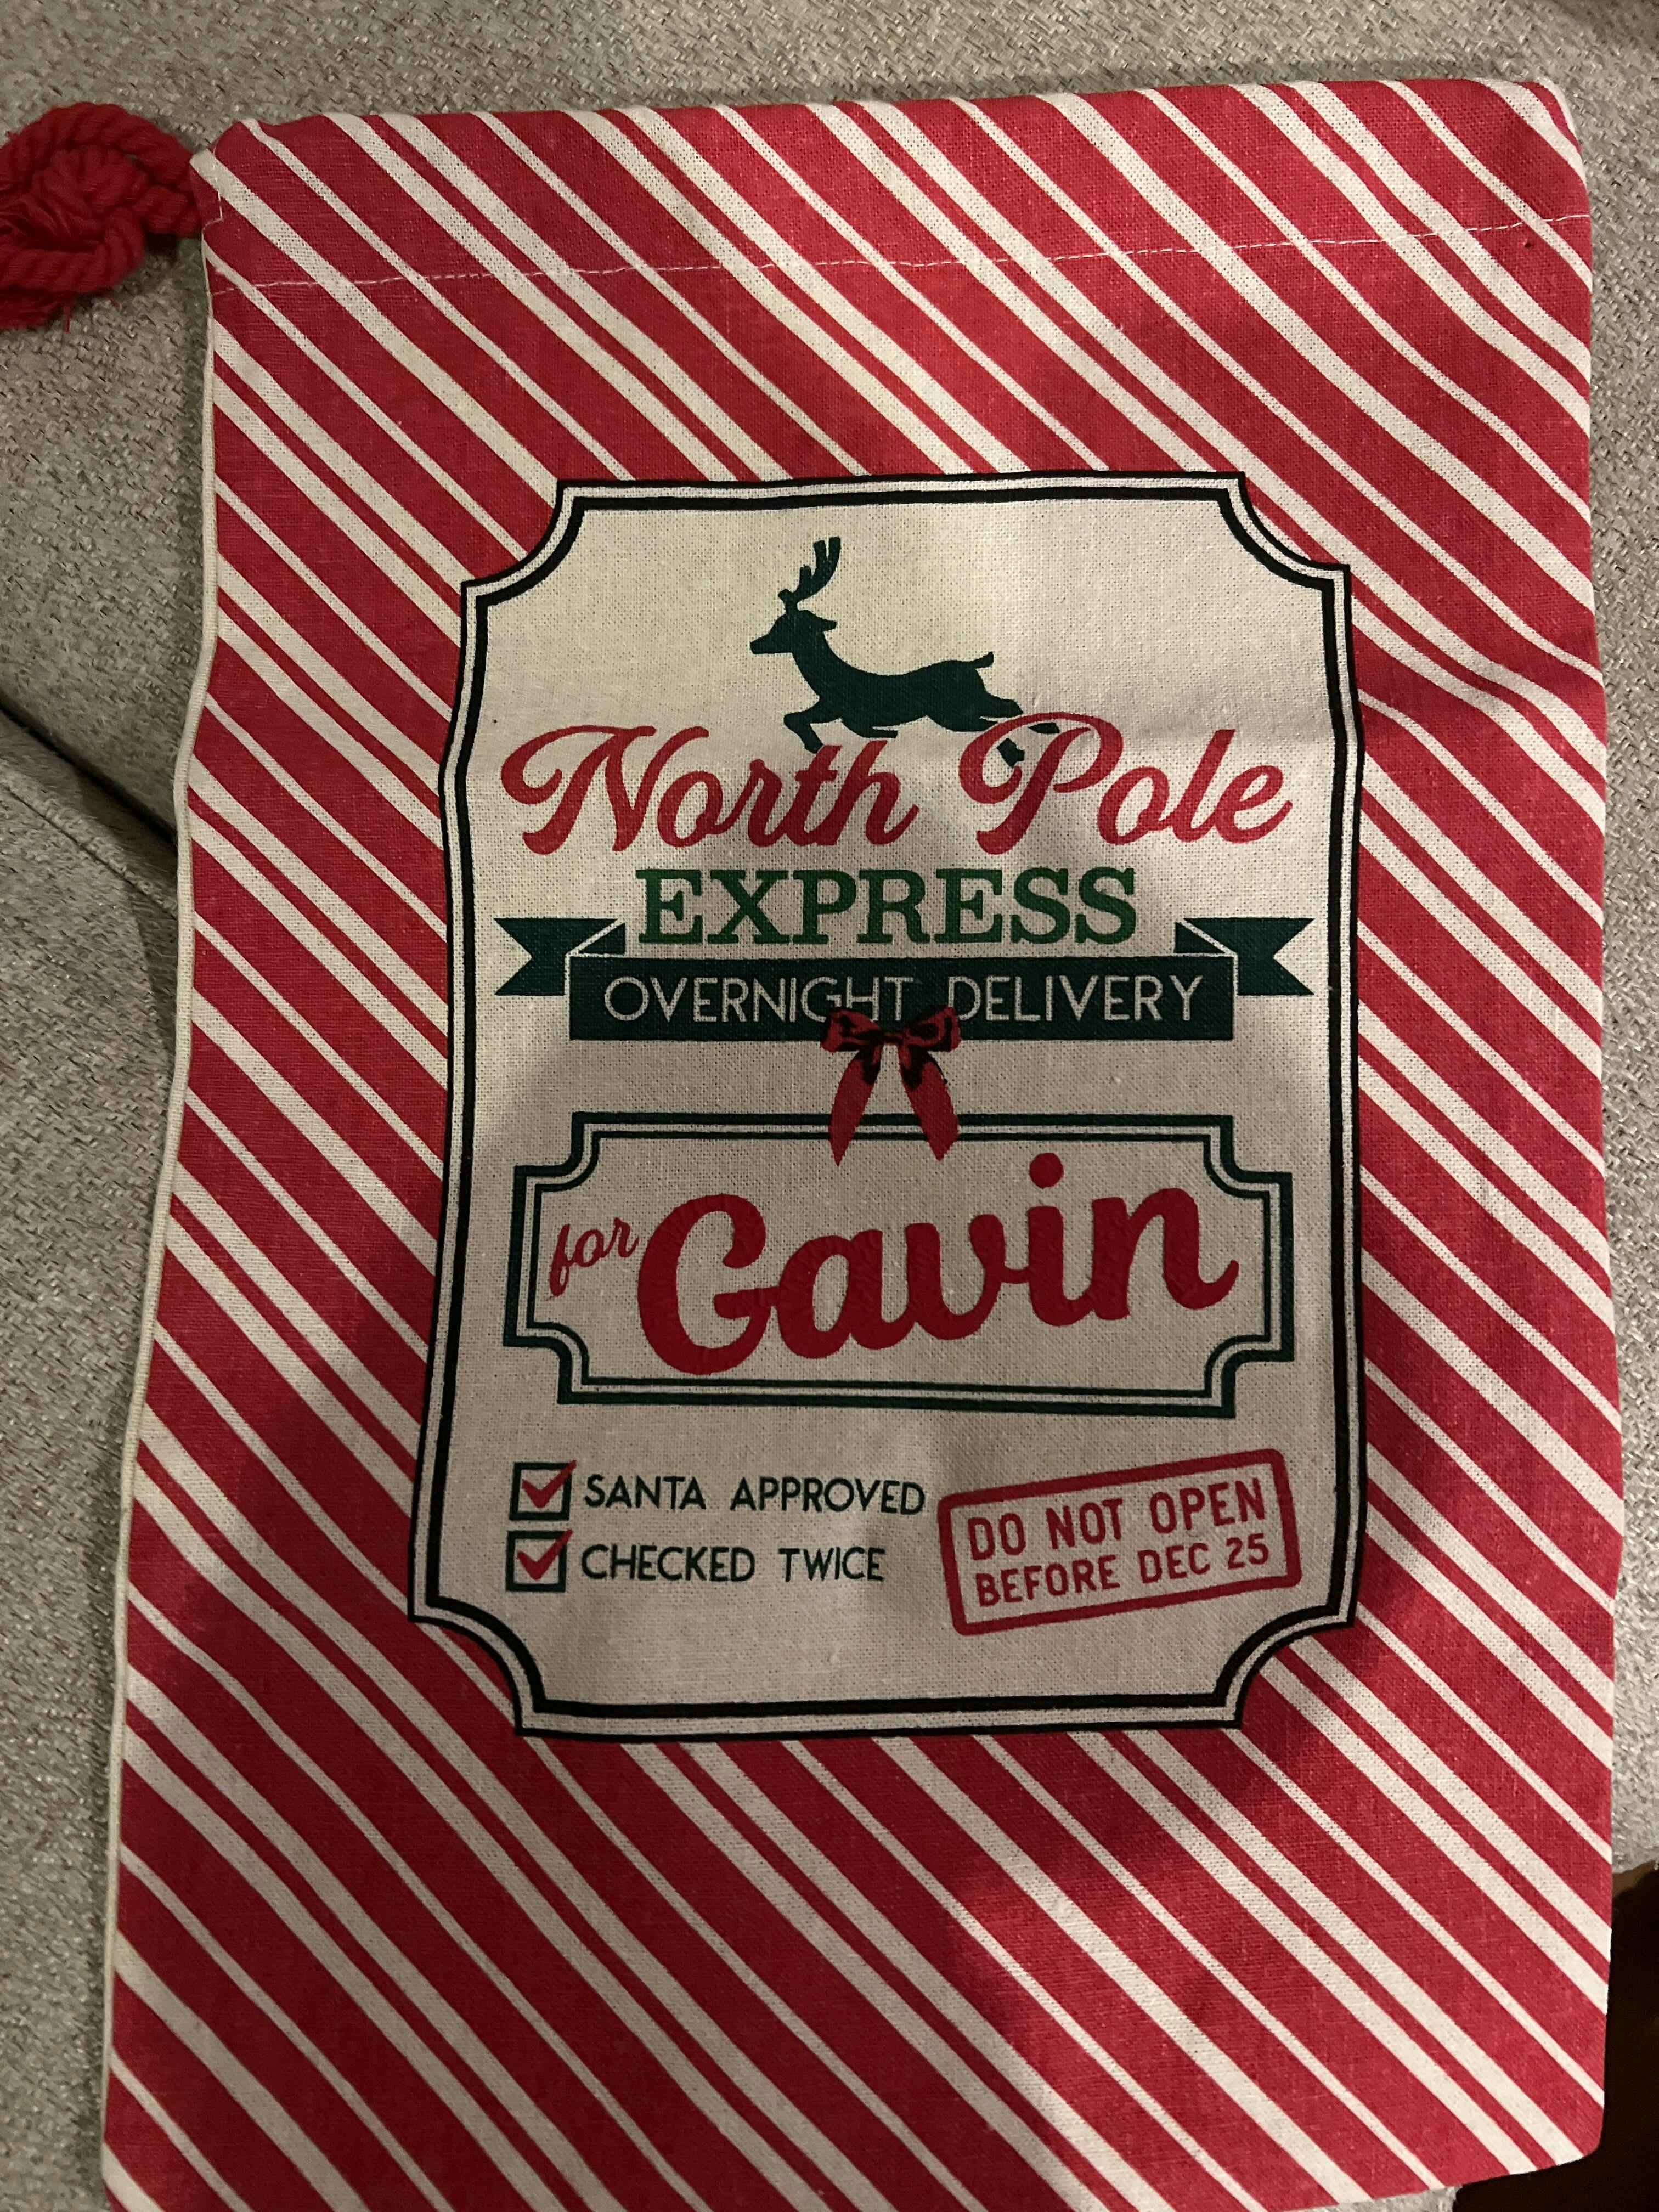 North Pole
EXPRESS
OVERNIGHT DELIVERY
for Gavin
SANTA APPROVED
CHECKED TWICE
DO NOT OPEN
BEFORE DEC 25